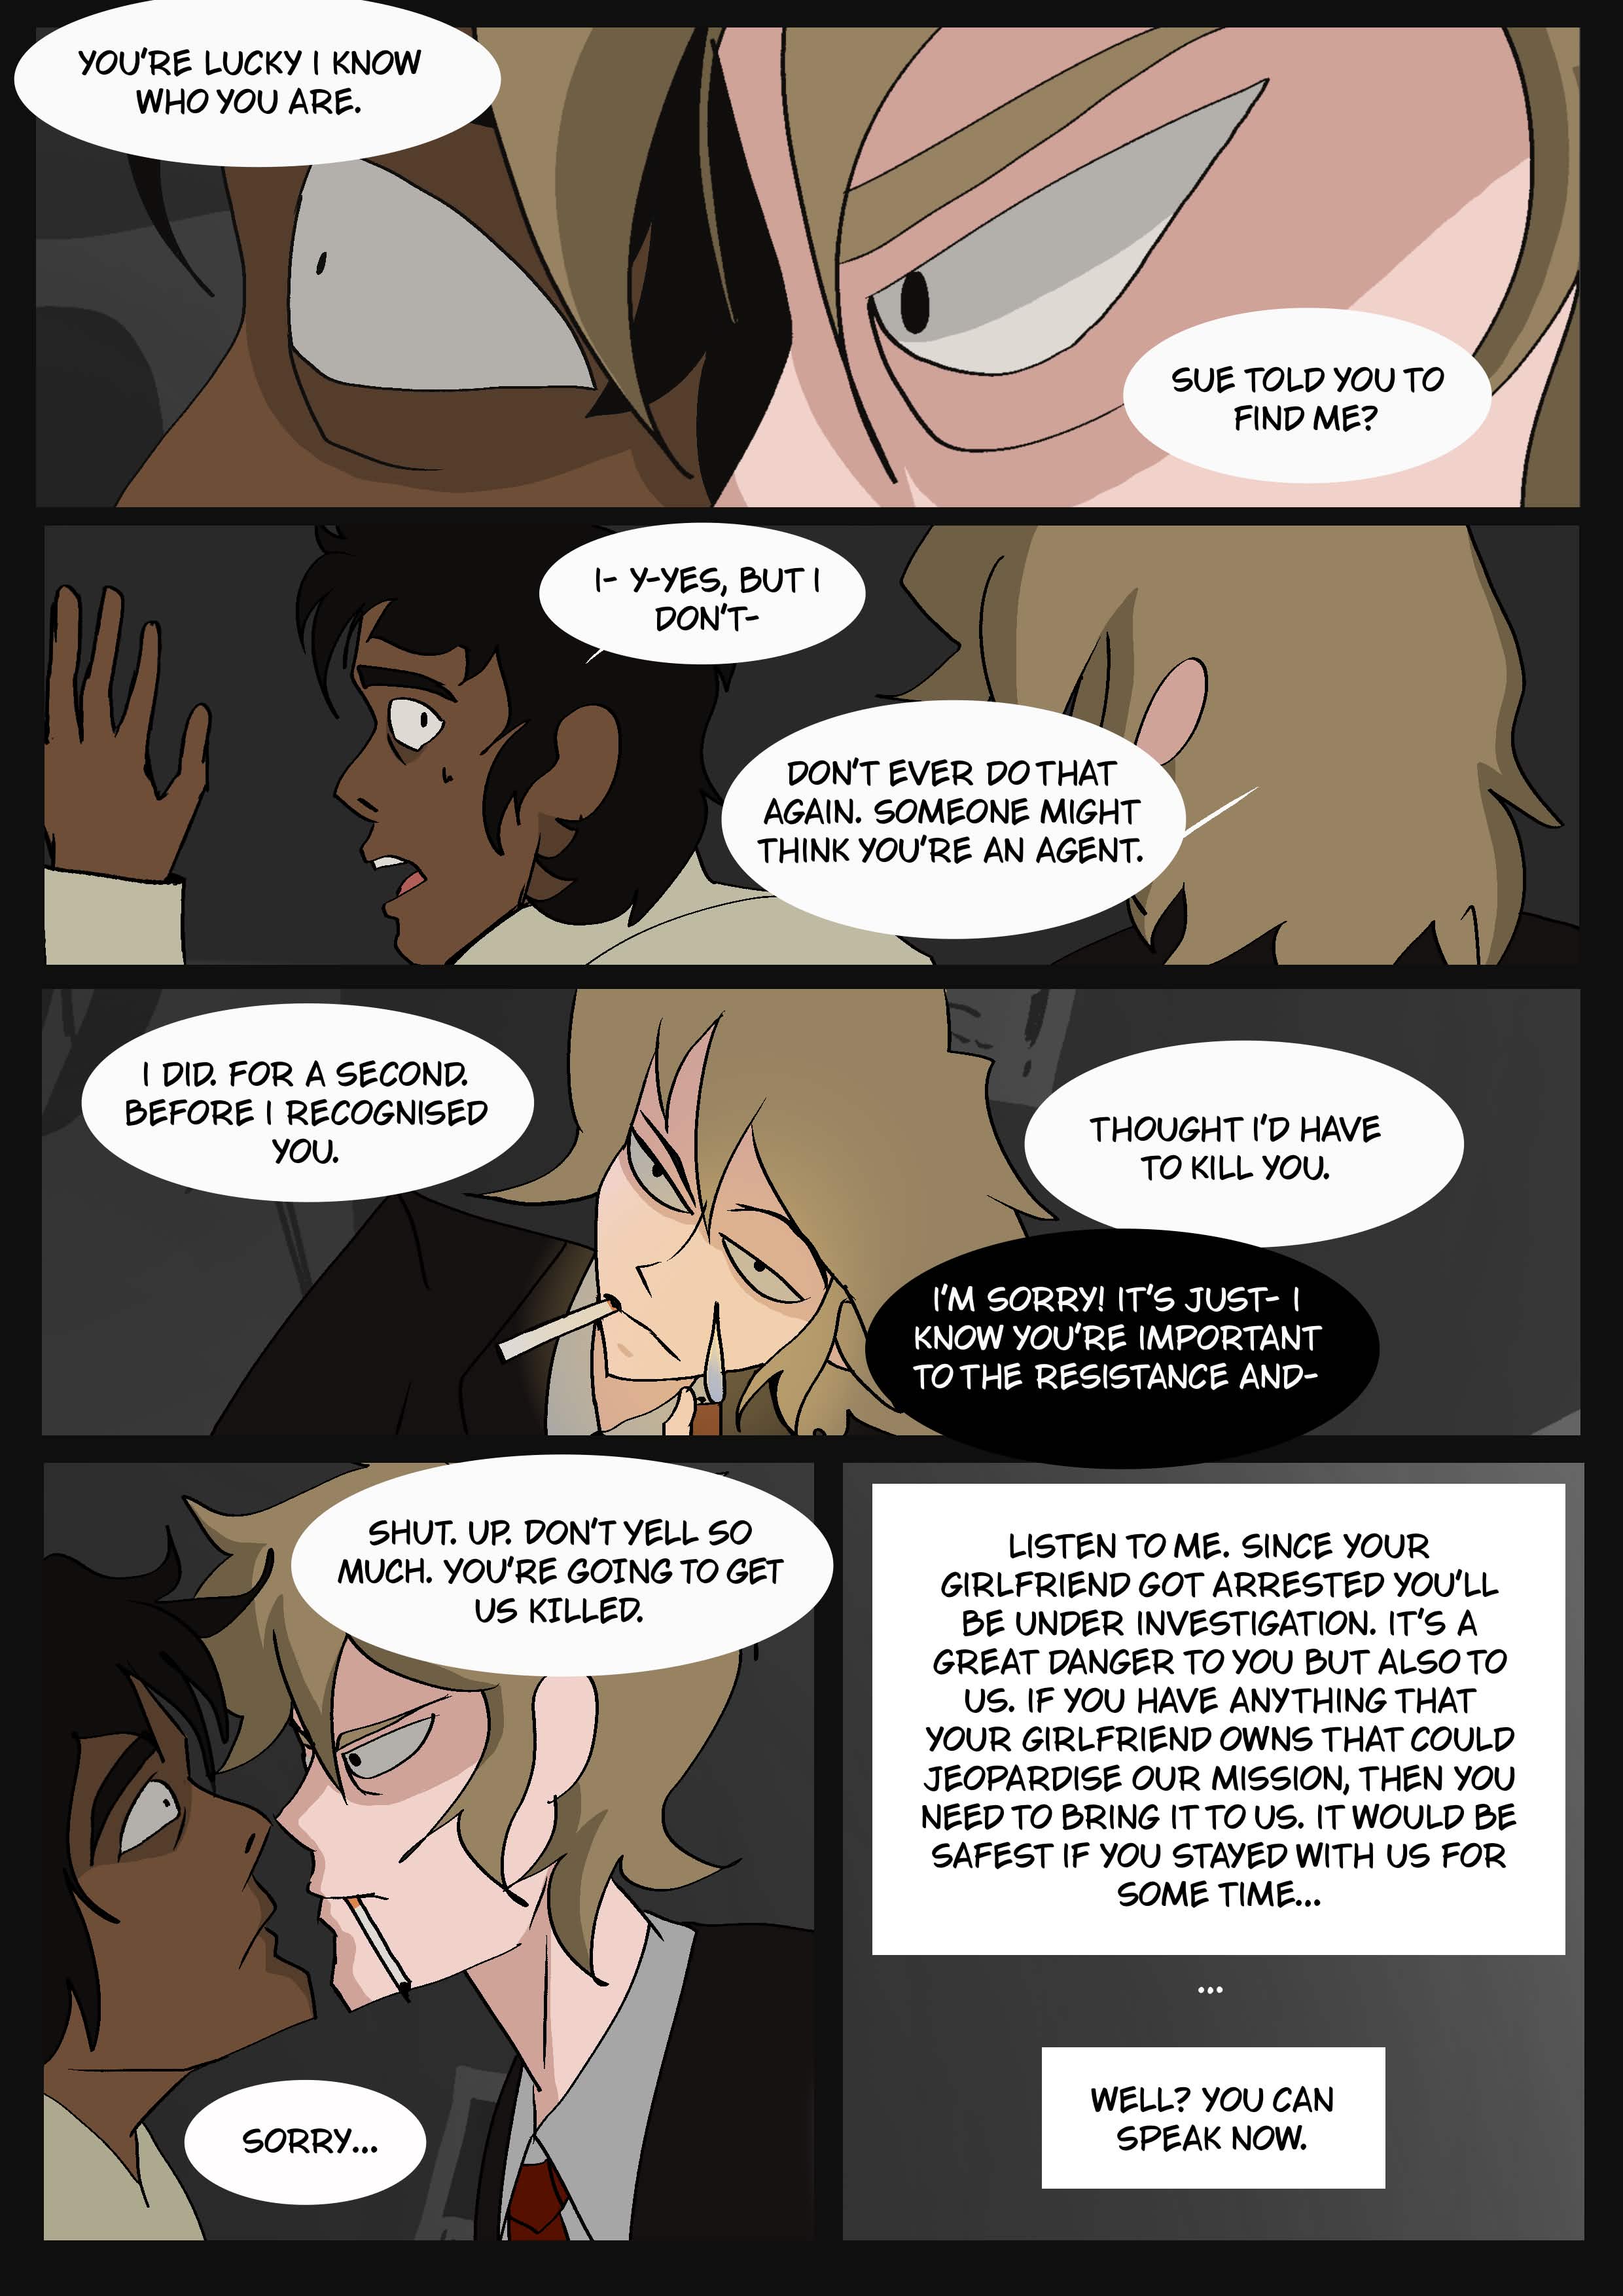 YOU'RE LUCKY I KNOW
WHO YOU ARE.
SUE TOLD YOU TO
FIND ME?
I- Y-YES, BUT I
DON'T-
DON'T EVER DO THAT
AGAIN. SOMEONE MIGHT
THINK YOU'RE AN AGENT.
I DID. FOR A SECOND.
BEFORE I RECOGNISED
YOU.
THOUGHT I'D HAVE
TO KILL YOU.
I'M SORRY! IT'S JUST- I
KNOW YOU'RE IMPORTANT
TO THE RESISTANCE AND-
SHUT. UP. DON'T YELL SO
MUCH. YOU'RE GOING TO GET
US KILLED.
SORRY...
LISTEN TO ME. SINCE YOUR
GIRLFRIEND GOT ARRESTED YOU'LL
BE UNDER INVESTIGATION. IT'S A
GREAT DANGER TO YOU BUT ALSO TO
US. IF YOU HAVE ANYTHING THAT
YOUR GIRLFRIEND OWNS THAT COULD
JEOPARDISE OUR MISSION, THEN YOU
NEED TO BRING IT TO US. IT WOULD BE
SAFEST IF YOU STAYED WITH US FOR
SOME TIME...
...
WELL? YOU CAN
SPEAK NOW.